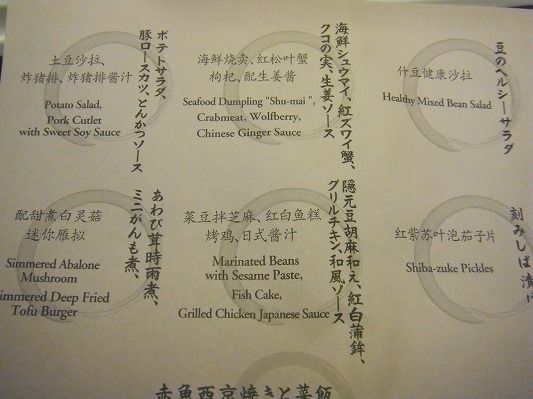 土豆沙拉、
炸猪排、炸猪排酱汁
Potato Salad,
Pork Cutlet
with Sweet Soy Sauce
ポテトサラダ、
豚ロースカツ、とんかつソース
海鲜烧卖、红松叶蟹
枸杞、配生姜酱
Seafood Dumpling "Shu-mai",
Crabmeat, Wolfberry,
Chinese Ginger Sauce
海鮮シュウマイ、紅ズワイ蟹、
クコの実、生姜ソース
什豆健康沙拉
Healthy Mixed Bean Salad
豆のヘルシーサラダ
配甜煮白灵菇
迷你雁拟
Simmered Abalone
Mushroom
immered Deep Fried
Tofu Burger
あわび茸時雨煮、
ミニがんも煮、
菜豆拌芝麻、红白鱼糕
烤鸡、日式酱汁
Marinated Beans
with Sesame Paste,
Fish Cake,
Grilled Chicken Japanese Sauce
隠元豆胡麻和え、紅白蒲鉾、
グリルチキン、和風ソース
红紫苏叶泡茄子片
Shiba-zuke Pickles
刻みしば漬け
赤魚西京焼きと菜飯